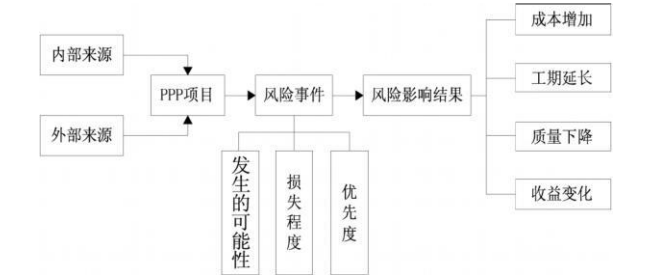 成本增加
内部来源
工期延长
PPP项目
风险事件
风险影响结果
外部来源
质量下降
发生的可能性
损失程度
优先度
收益变化